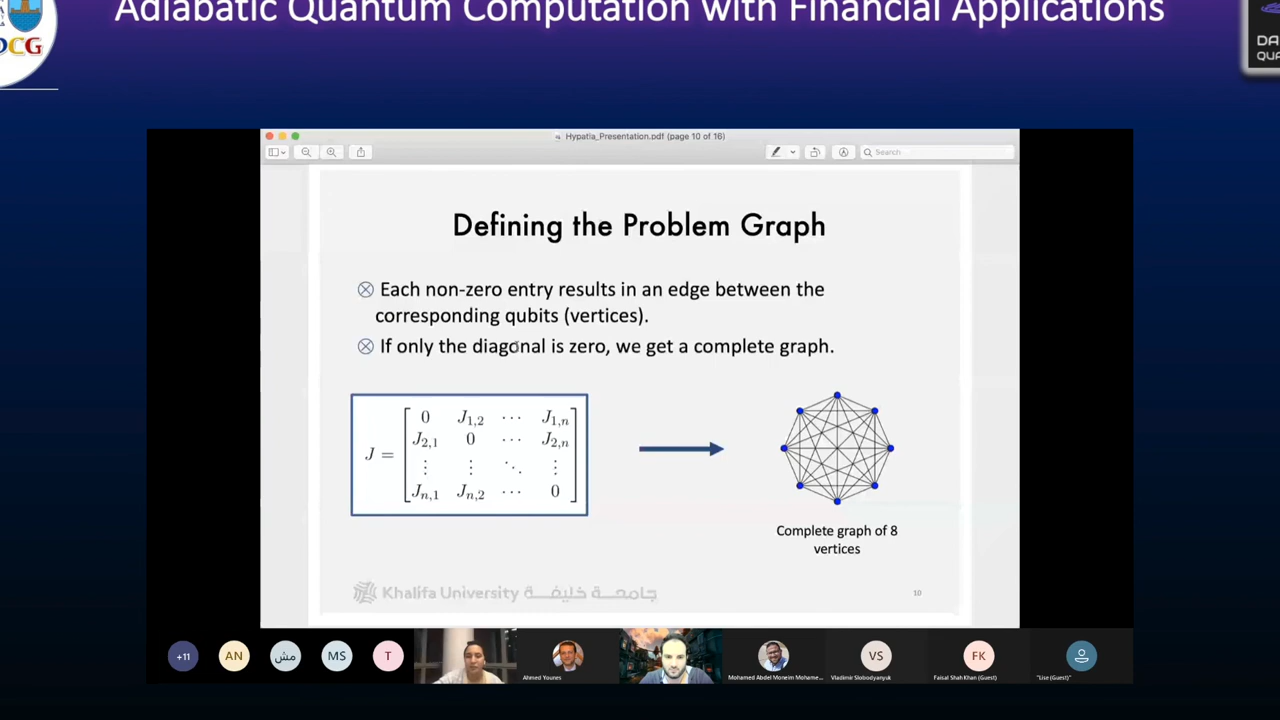 Adiabatic Quantum Computation with Financial Applications
DCG
DA
QUA
Hypatia_Presentation.pdf (page 10 of 16)
Search
Defining the Problem Graph
Each non-zero entry results in an edge between the
corresponding qubits (vertices).
If only the diagonal is zero, we get a complete graph.
0 J1,2 ⋯ J1,n
J2,1 0 ⋯ J2,n
J = ⋮ ⋮ ⋱ ⋮
Jn,1 Jn,2 ⋯ 0
Complete graph of 8
vertices
Khalifa University جامعة خليفة
10
+11 AN مش MS T VS FK
Ahmed Younes Mohamed Abdel Moneim Mohame... Vladimir Slobodyanyuk Faisal Shah Khan (Guest) "Lise (Guest)"